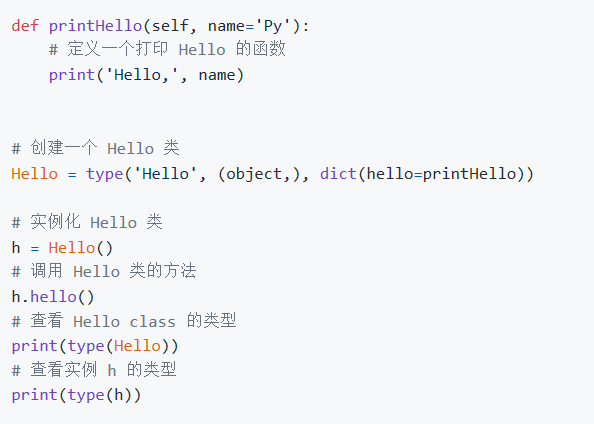 def printHello(self, name='Py'):
    # 定义一个打印 Hello 的函数
    print('Hello,', name)
# 创建一个 Hello 类
Hello = type('Hello', (object,), dict(hello=printHello))
# 实例化 Hello 类
h = Hello()
# 调用 Hello 类的方法
h.hello()
# 查看 Hello class 的类型
print(type(Hello))
# 查看实例 h 的类型
print(type(h))